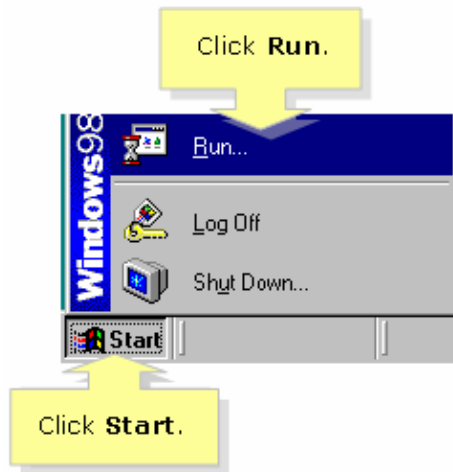 Click Run.
Windows98
Run...
Log Off
Shut Down...
Start
Click Start.